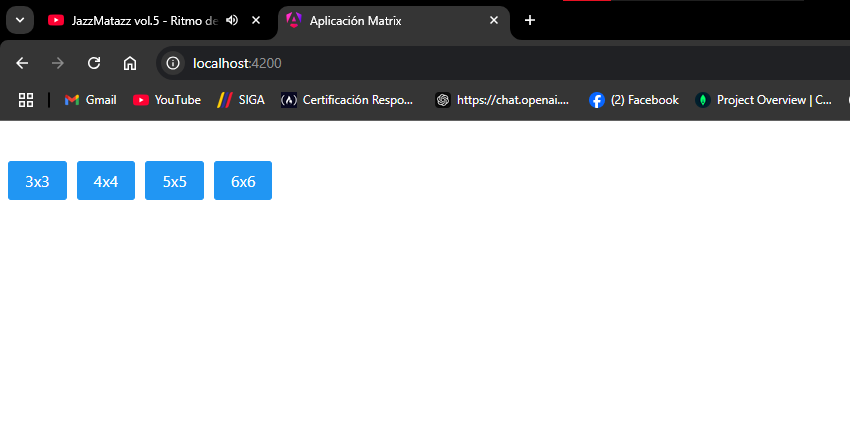 JazzMatazz vol.5 - Ritmo de
Aplicación Matrix
localhost:4200
Gmail
YouTube
SIGA
Certificación Respo...
https://chat.openai....
(2) Facebook
Project Overview | C...
3x3
4x4
5x5
6x6